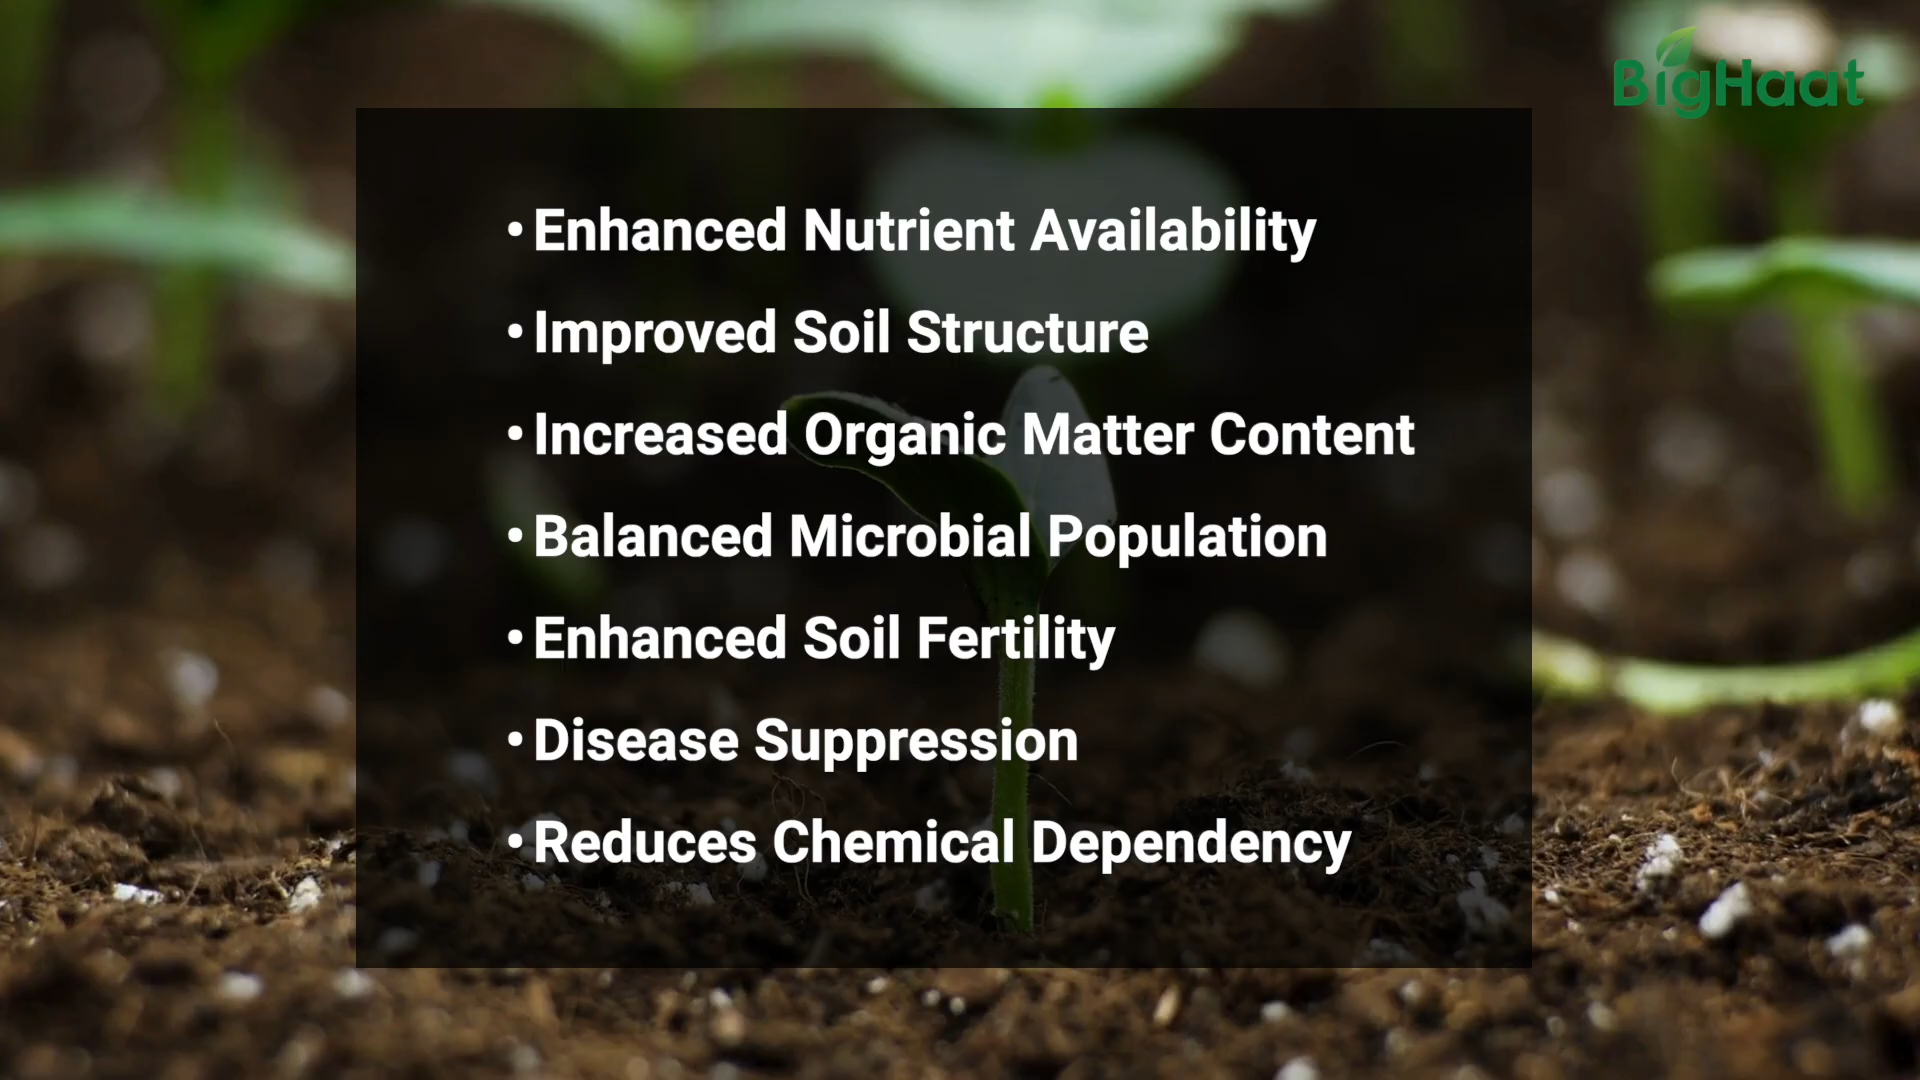 BigHaat
• Enhanced Nutrient Availability
• Improved Soil Structure
• Increased Organic Matter Content
• Balanced Microbial Population
• Enhanced Soil Fertility
• Disease Suppression
• Reduces Chemical Dependency